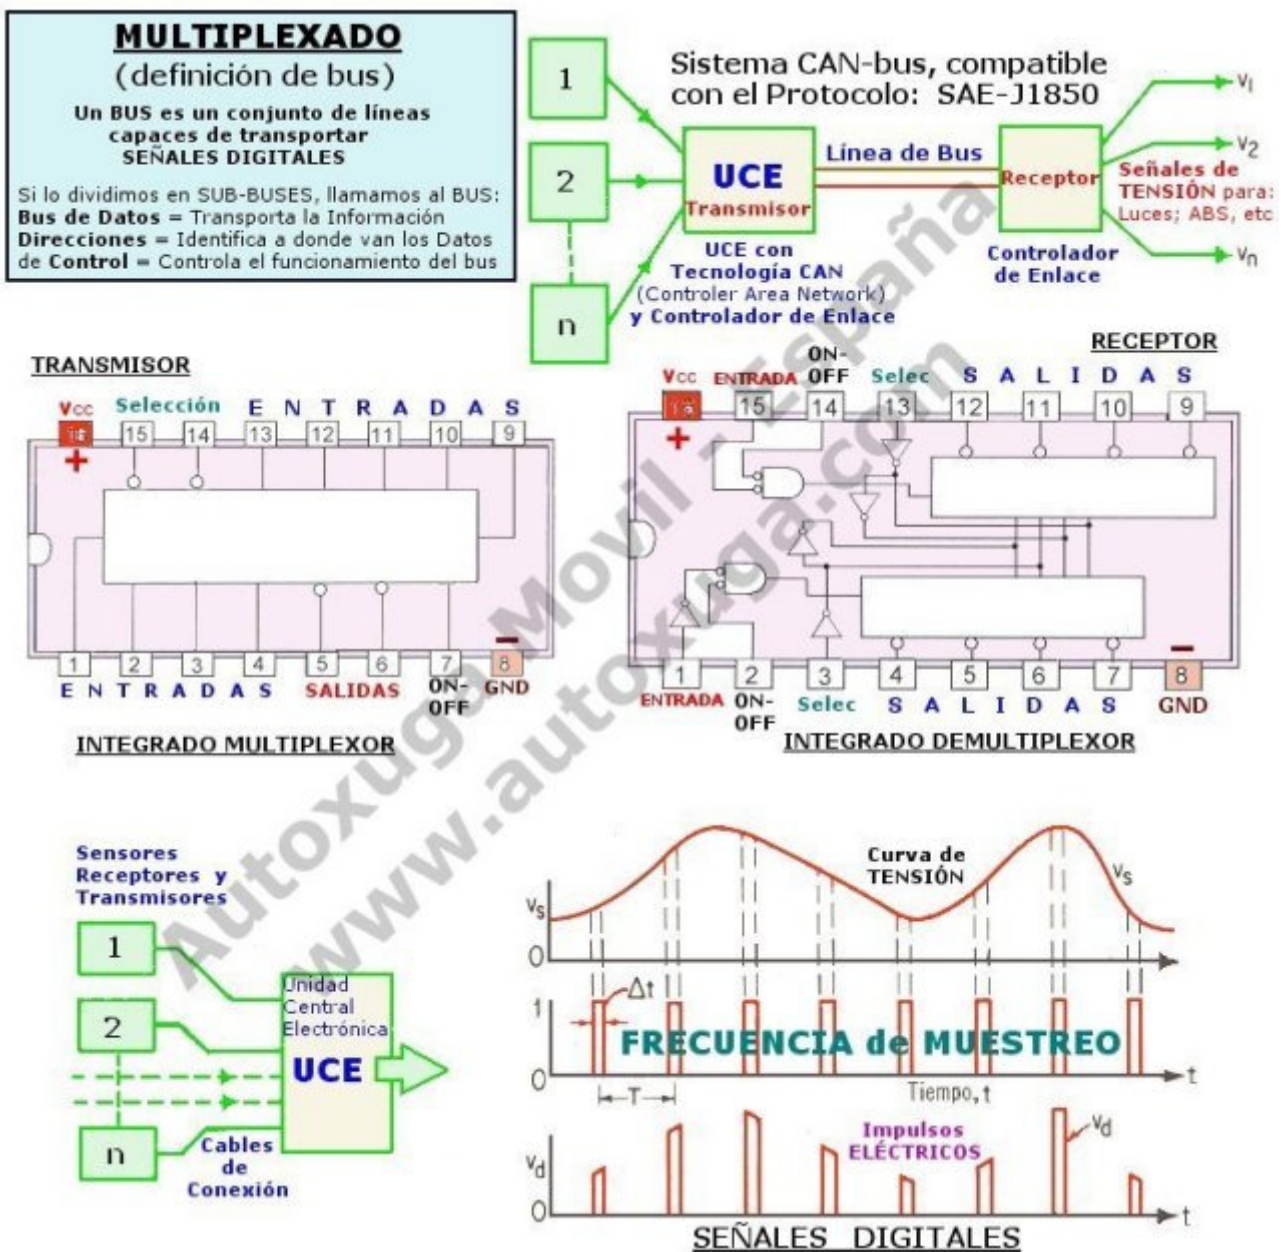 MULTIPLEXADO
(definición de bus)
Un BUS es un conjunto de líneas
capaces de transportar
SEÑALES DIGITALES
Si lo dividimos en SUB-BUSES, llamamos al BUS:
Bus de Datos = Transporta la Información
Direcciones = Identifica a donde van los Datos
de Control = Controla el funcionamiento del bus
1
2
n
Sistema CAN-bus, compatible
con el Protocolo: SAE-J1850
UCE
Transmisor
Línea de Bus
Receptor
V1
V2
Vn
Señales de
TENSIÓN para:
Luces; ABS, etc
UCE con
Tecnología CAN
(Controler Area Network)
y Controlador de Enlace
Controlador
de Enlace
TRANSMISOR
Vcc Selección E N T R A D A S
16 15 14 13 12 11 10 9
+
−
1 2 3 4 5 6 7 8
E N T R A D A S SALIDAS ON-OFF GND
INTEGRADO MULTIPLEXOR
RECEPTOR
Vcc ENTRADA ON-OFF Selec S A L I D A S
16 15 14 13 12 11 10 9
+
−
1 2 3 4 5 6 7 8
ENTRADA ON-OFF Selec S A L I D A S GND
INTEGRADO DEMULTIPLEXOR
Autoxuga Movil - España
www.autoxuga.com
Sensores
Receptores y
Transmisores
1
2
n
Unidad
Central
Electrónica
UCE
Cables
de
Conexión
Curva de
TENSIÓN
Vs
Vs
0
1
Δt
FRECUENCIA de MUESTREO
0
T
Tiempo, t
t
Impulsos
ELÉCTRICOS
Vd
Vd
0
t
SEÑALES DIGITALES